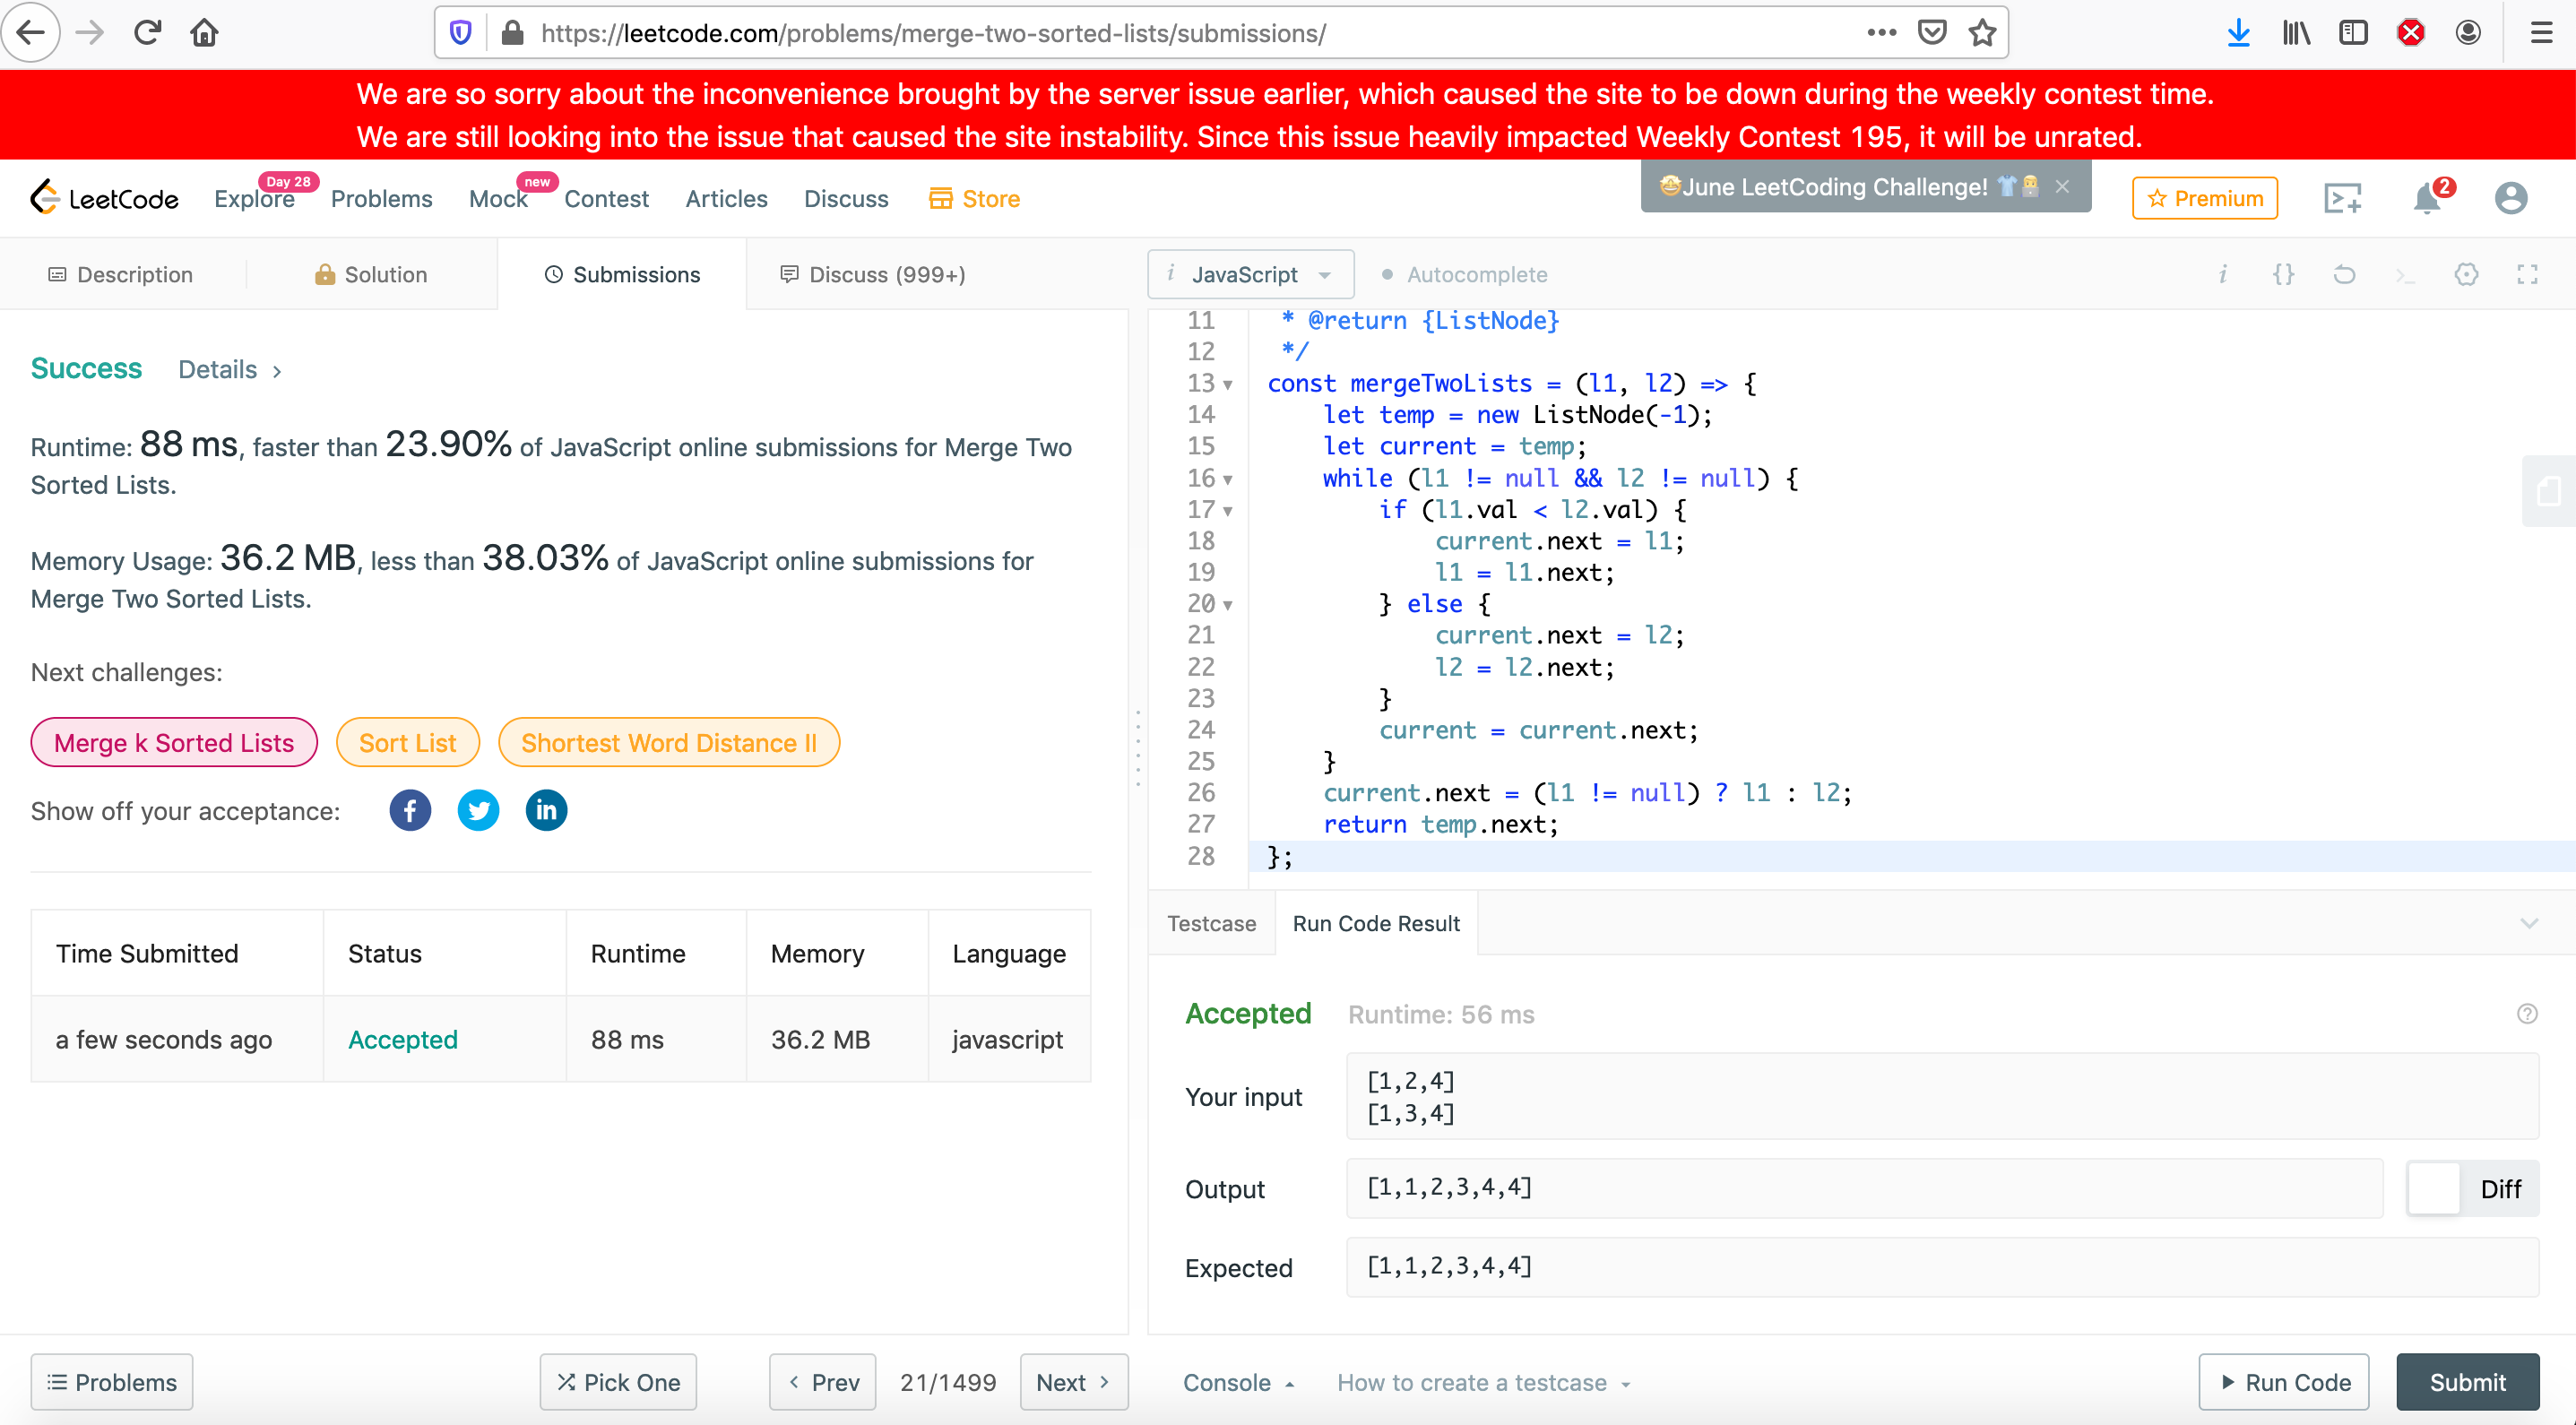 https://leetcode.com/problems/merge-two-sorted-lists/submissions/
We are so sorry about the inconvenience brought by the server issue earlier, which caused the site to be down during the weekly contest time.
We are still looking into the issue that caused the site instability. Since this issue heavily impacted Weekly Contest 195, it will be unrated.
LeetCode Explore Day 28 Problems Mock new Contest Articles Discuss Store 🤩June LeetCoding Challenge! 👕👨 × Premium 2
Description Solution Submissions Discuss (999+)
i JavaScript Autocomplete i {} >_
Success Details >
Runtime: 88 ms, faster than 23.90% of JavaScript online submissions for Merge Two
Sorted Lists.
Memory Usage: 36.2 MB, less than 38.03% of JavaScript online submissions for
Merge Two Sorted Lists.
Next challenges:
Merge k Sorted Lists Sort List Shortest Word Distance II
Show off your acceptance: f in
Time Submitted Status Runtime Memory Language
a few seconds ago Accepted 88 ms 36.2 MB javascript
11 * @return {ListNode}
12 */
13 const mergeTwoLists = (l1, l2) => {
14 let temp = new ListNode(-1);
15 let current = temp;
16 while (l1 != null && l2 != null) {
17 if (l1.val < l2.val) {
18 current.next = l1;
19 l1 = l1.next;
20 } else {
21 current.next = l2;
22 l2 = l2.next;
23 }
24 current = current.next;
25 }
26 current.next = (l1 != null) ? l1 : l2;
27 return temp.next;
28 };
Testcase Run Code Result
Accepted Runtime: 56 ms ?
Your input
[1,2,4]
[1,3,4]
Output [1,1,2,3,4,4] Diff
Expected [1,1,2,3,4,4]
Problems Pick One < Prev 21/1499 Next > Console How to create a testcase Run Code Submit